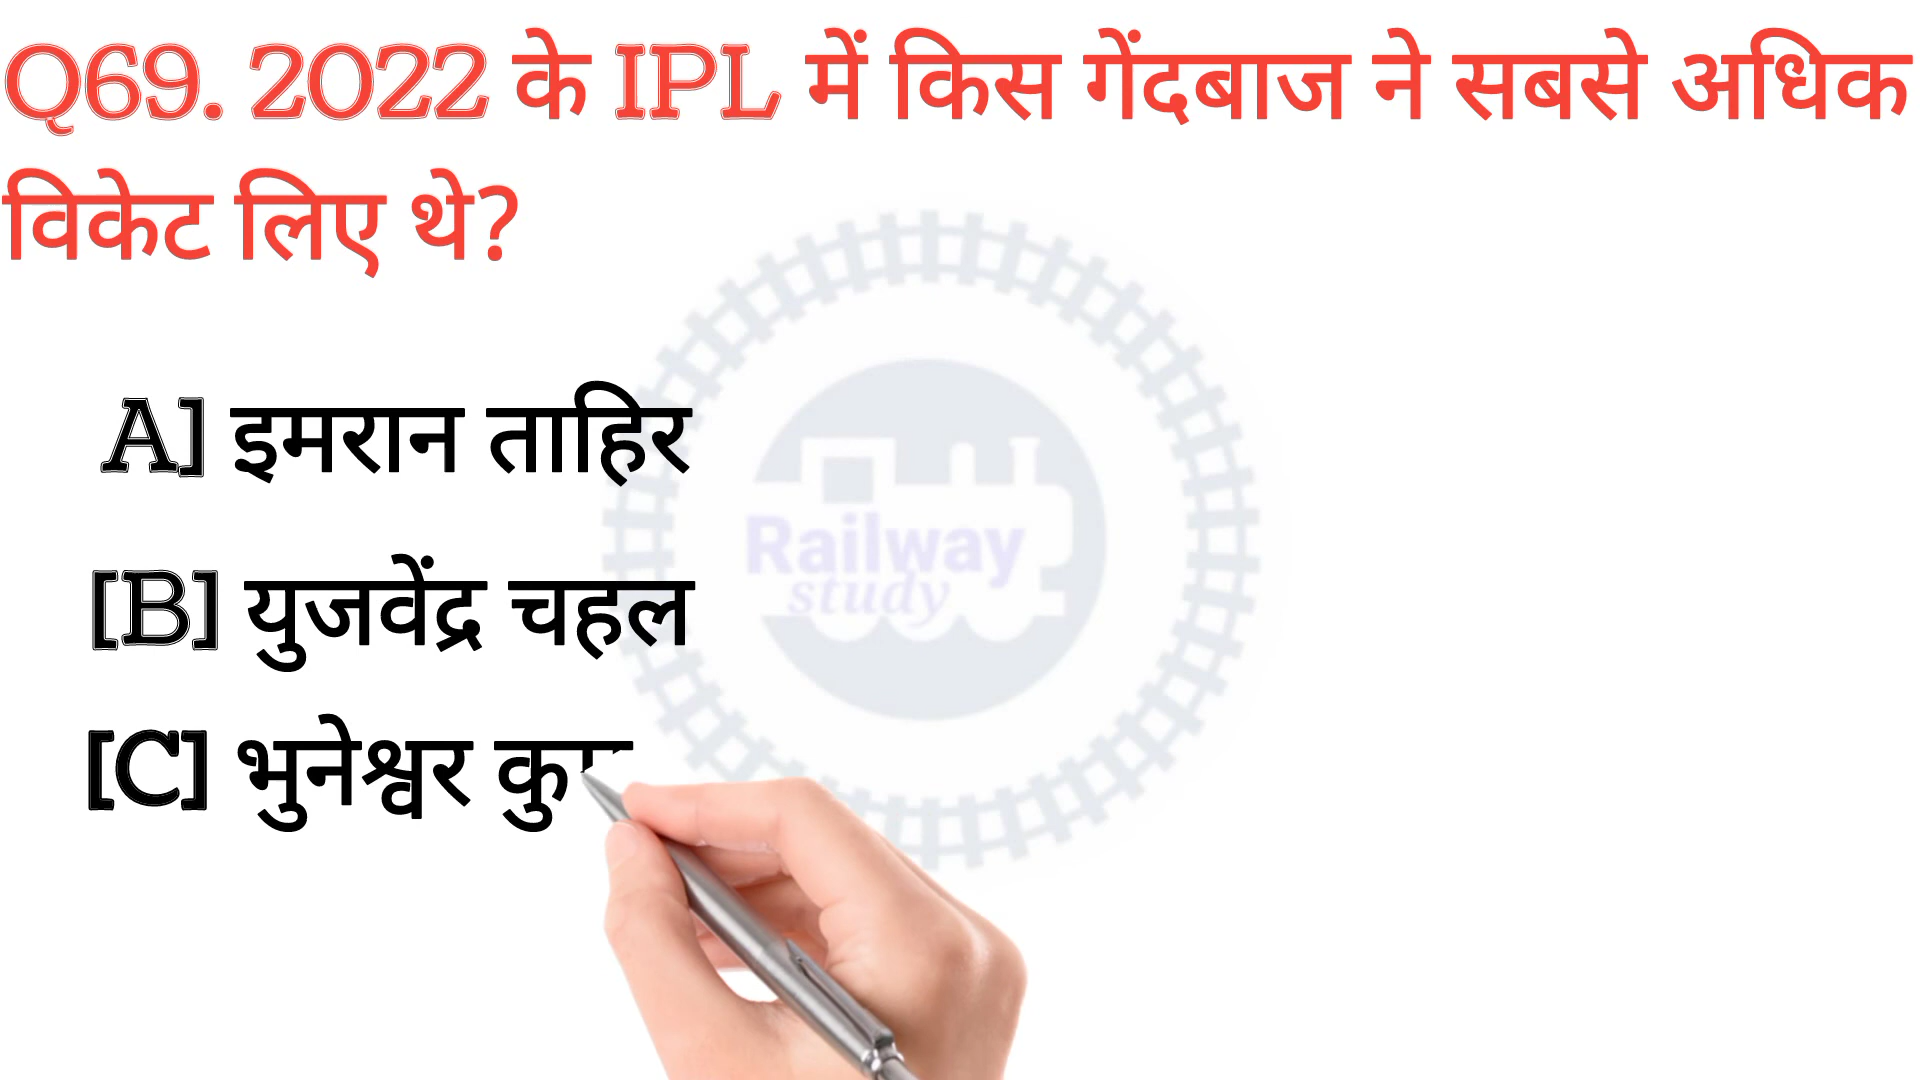 Q69. 2022 के IPL में किस गेंदबाज ने सबसे अधिक
विकेट लिए थे?
A] इमरान ताहिर
[B] युजवेंद्र चहल
[C] भुनेश्वर
Railway
study